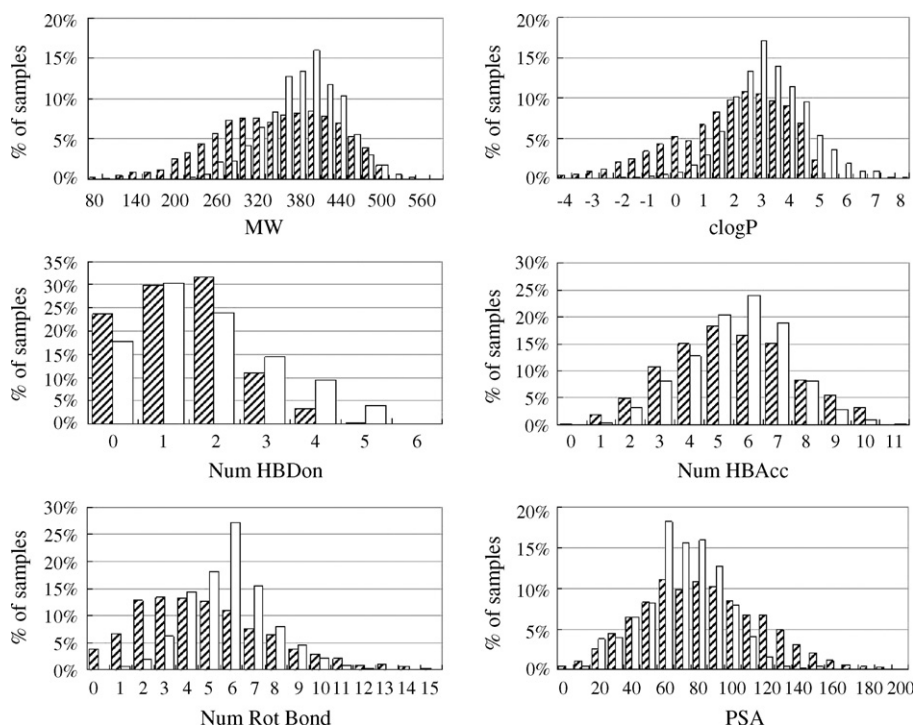 20%
15%
10%
5%
0%
% of samples
80 140 200 260 320 380 440 500 560
MW
20%
15%
10%
5%
0%
% of samples
-4 -3 -2 -1 0 1 2 3 4 5 6 7 8
clogP
35%
30%
25%
20%
15%
10%
5%
0%
% of samples
0 1 2 3 4 5 6
Num HBDon
30%
25%
20%
15%
10%
5%
0%
% of samples
0 1 2 3 4 5 6 7 8 9 10 11
Num HBAcc
30%
25%
20%
15%
10%
5%
0%
% of samples
0 1 2 3 4 5 6 7 8 9 10 11 12 13 14 15
Num Rot Bond
20%
15%
10%
5%
0%
% of samples
0 20 40 60 80 100 120 140 160 180 200
PSA